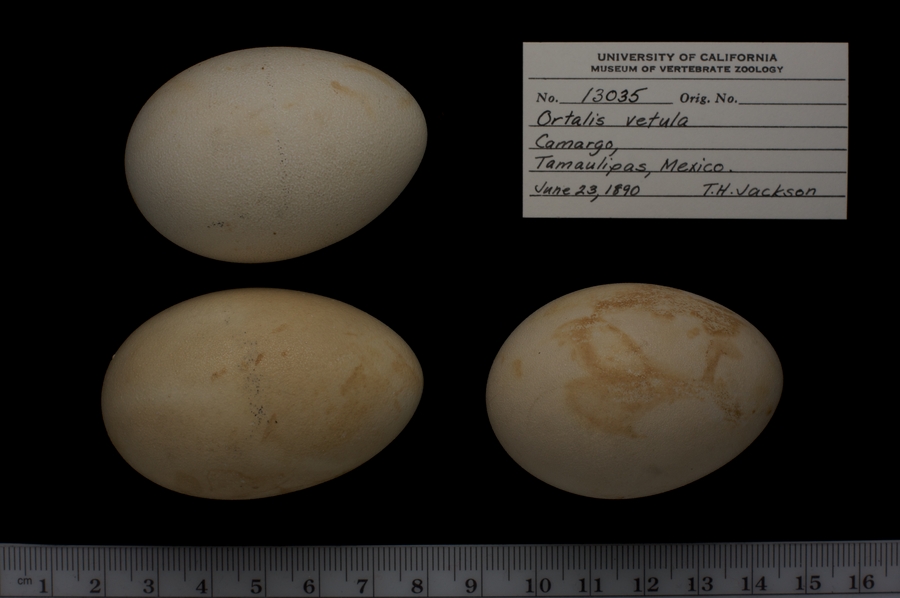 UNIVERSITY OF CALIFORNIA
MUSEUM OF VERTEBRATE ZOOLOGY
No. 13035 Orig. No.
Ortalis vetula
Camargo,
Tamaulipas, Mexico.
June 23, 1890 T.H. Jackson
cm 1 2 3 4 5 6 7 8 9 10 11 12 13 14 15 16